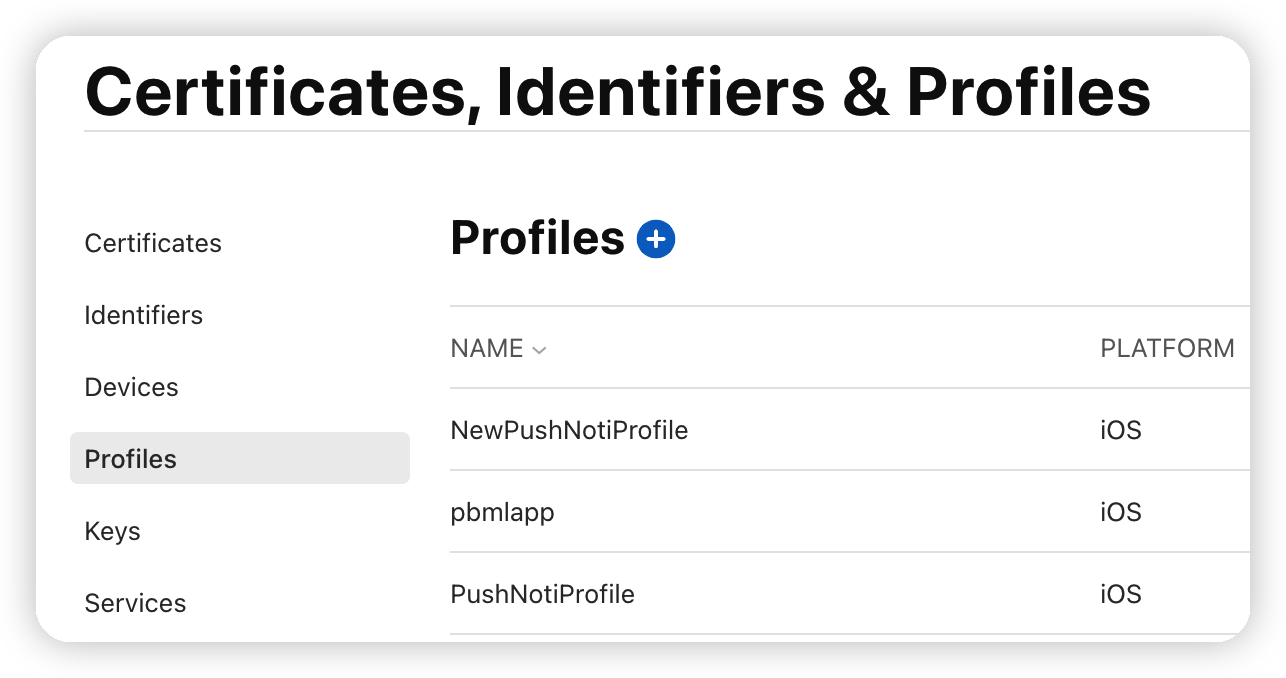 Certificates, Identifiers & Profiles
Certificates
Identifiers
Devices
Profiles
Keys
Services
Profiles
NAME PLATFORM
NewPushNotiProfile iOS
pbmlapp iOS
PushNotiProfile iOS